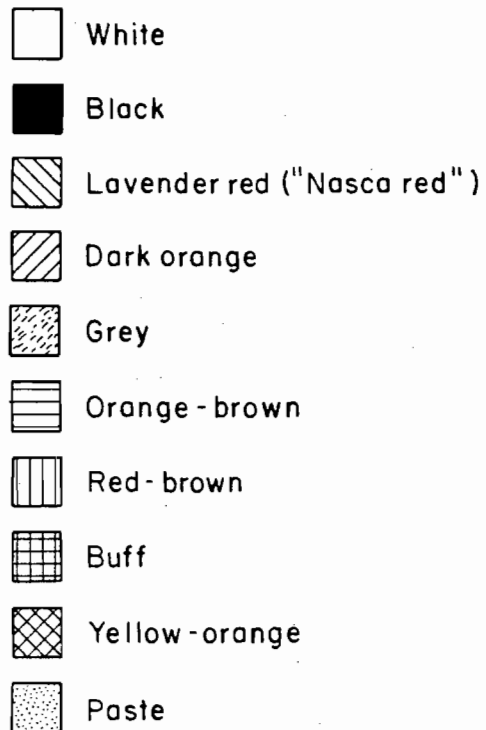 White
Black
Lavender red ("Nasca red")
Dark orange
Grey
Orange-brown
Red-brown
Buff
Yellow-orange
Paste